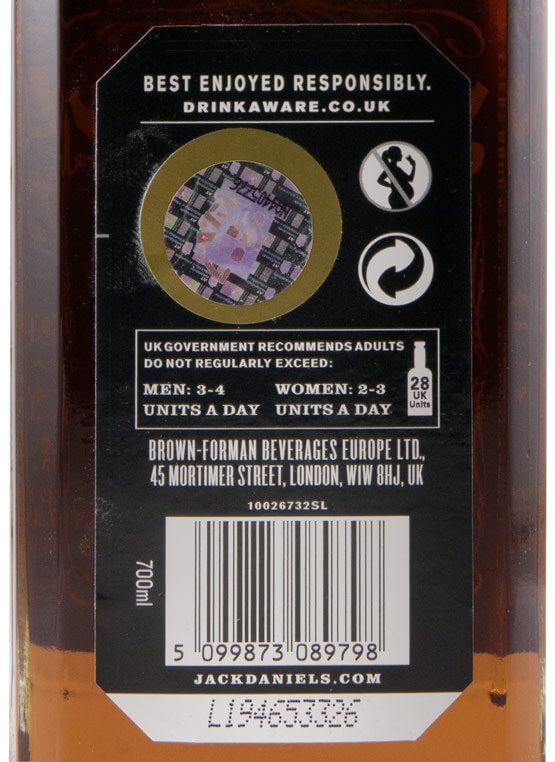 BEST ENJOYED RESPONSIBLY.
DRINKAWARE.CO.UK
UK GOVERNMENT RECOMMENDS ADULTS
DO NOT REGULARLY EXCEED:
MEN: 3-4 WOMEN: 2-3
UNITS A DAY UNITS A DAY
28
UK
Units
BROWN-FORMAN BEVERAGES EUROPE LTD.,
45 MORTIMER STREET, LONDON, W1W 8HJ, UK
10026732SL
700ml
5 099873 089798
JACKDANIELS.COM
L194653326